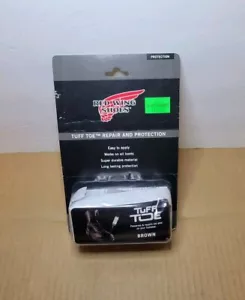 PROTECTION
RED WING
SHOES
TUFF TOE™ REPAIR AND PROTECTION
Easy to apply
Works on all boots
Super durable material
Long lasting protection
TUFF
TOE
BROWN